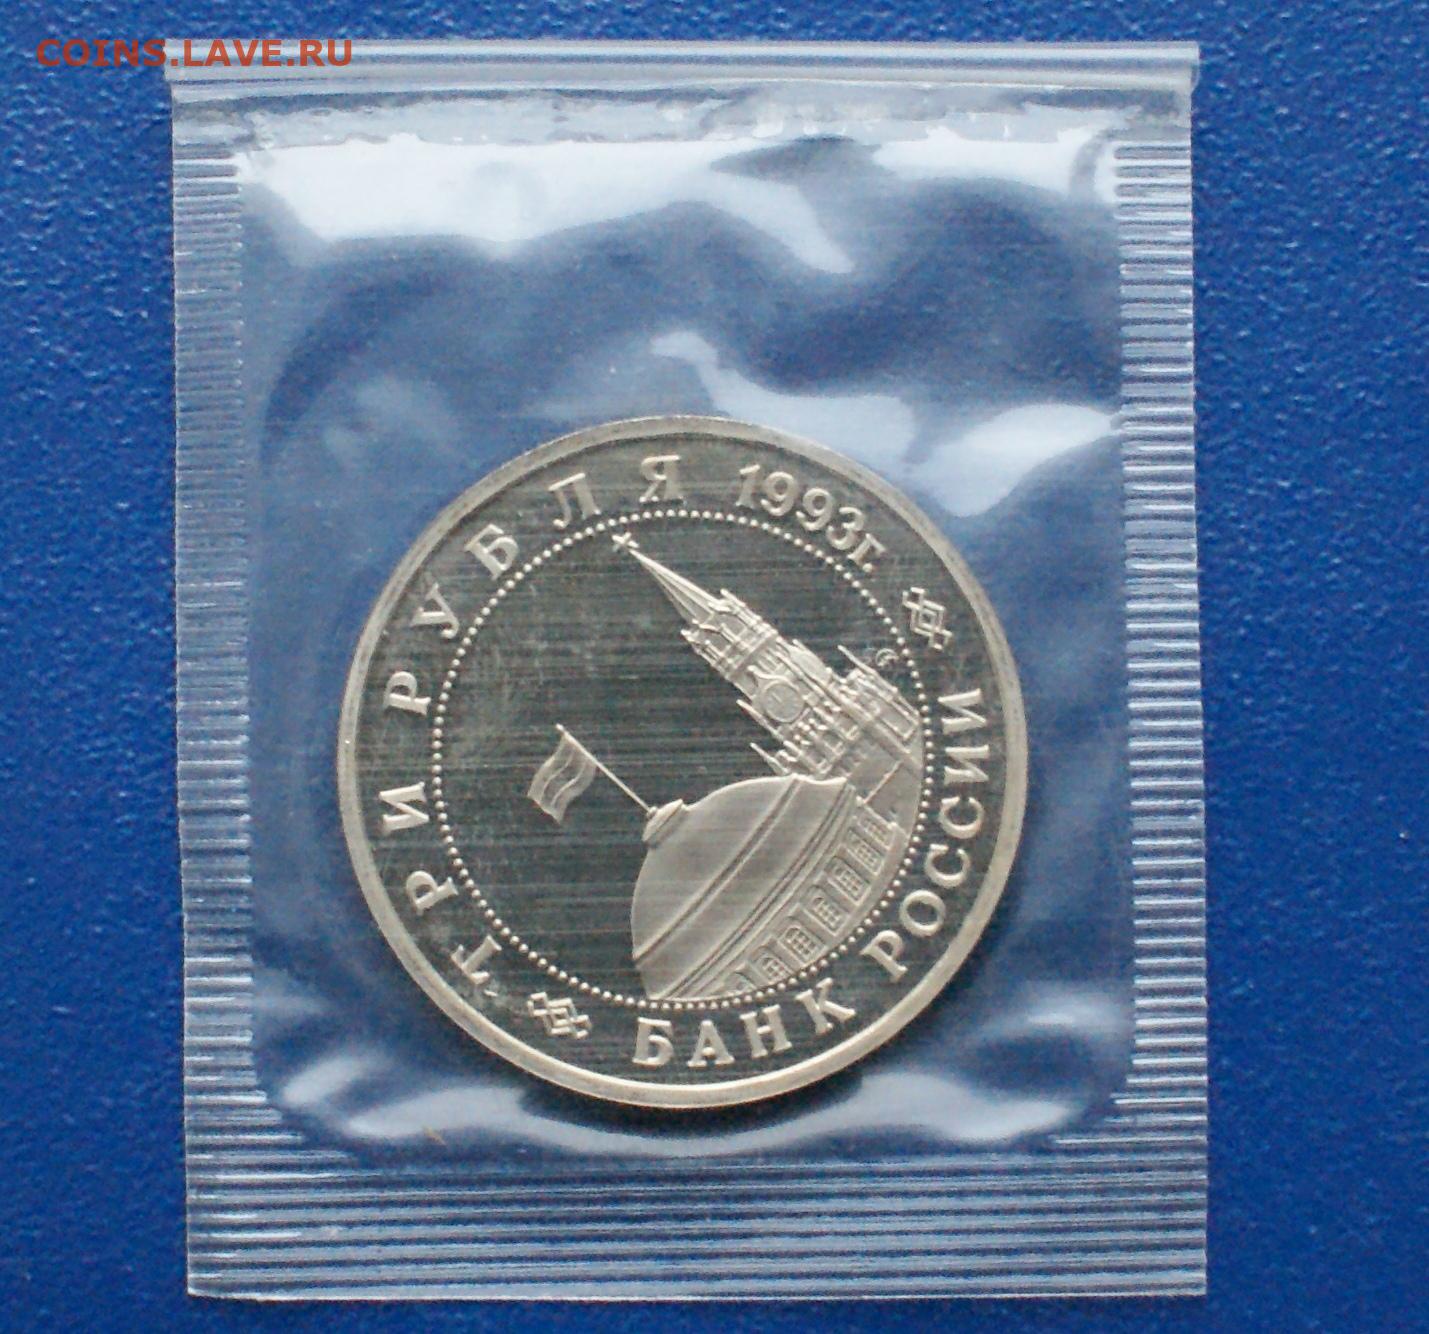 COINS.LAVE.RU
ТРИ РУБЛЯ 1993г.
БАНК РОССИИ